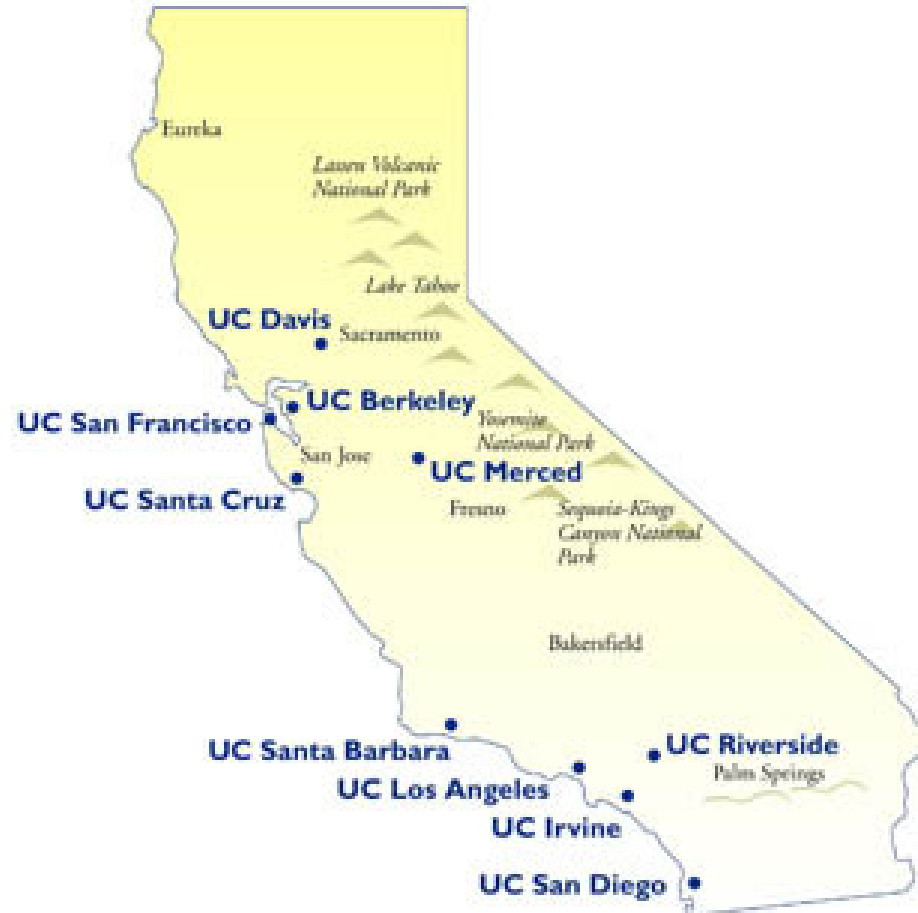 Eureka
Lassen Volcanic
National Park
Lake Tahoe
UC Davis
Sacramento
UC Berkeley
UC San Francisco
Yosemite
National Park
San Jose
UC Merced
UC Santa Cruz
Fresno
Sequoia-Kings
Canyon National
Park
Bakersfield
UC Santa Barbara
UC Riverside
Palm Springs
UC Los Angeles
UC Irvine
UC San Diego